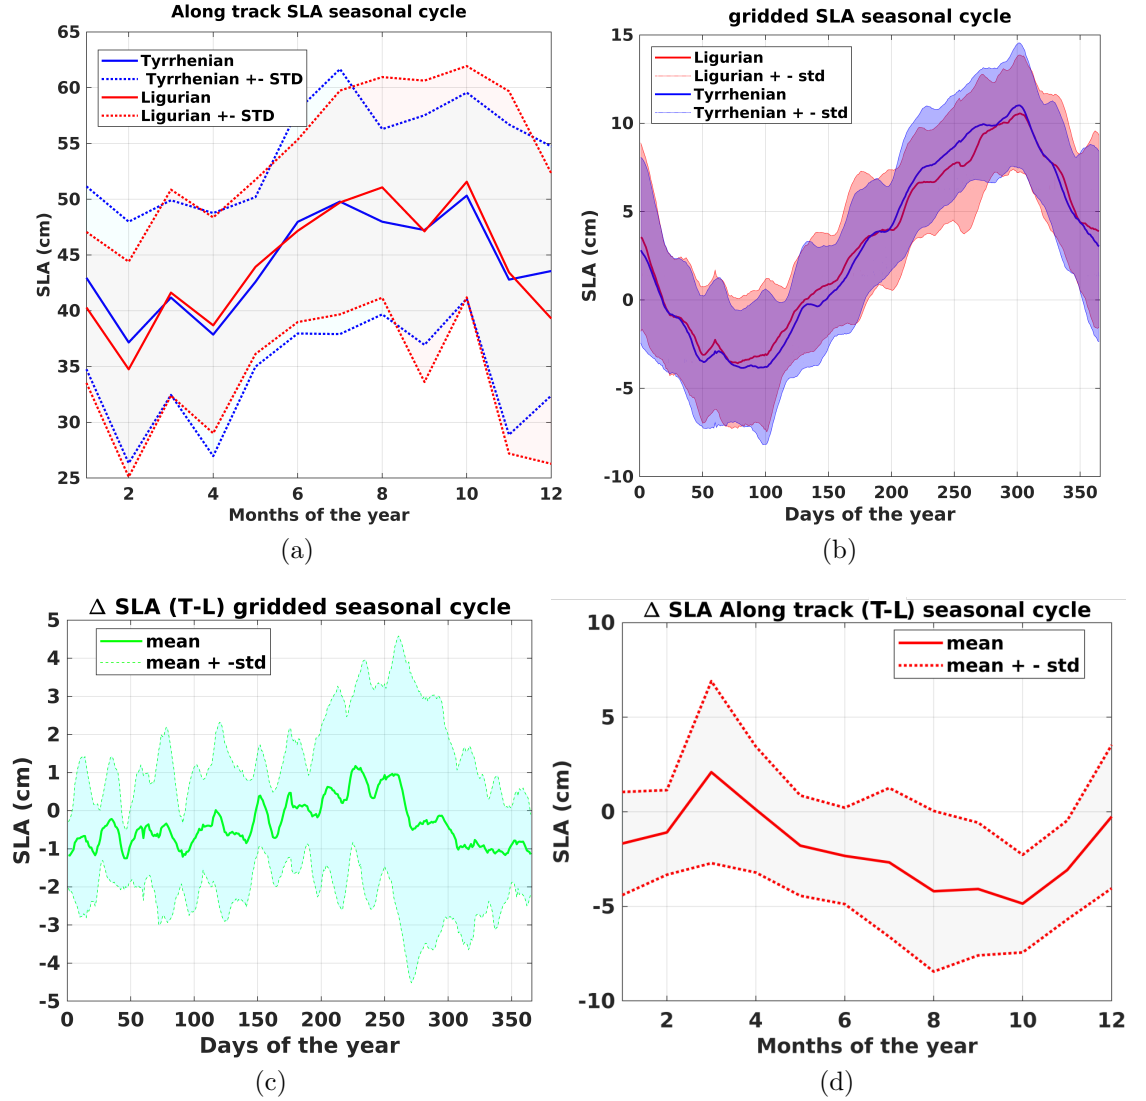 Along track SLA seasonal cycle
65
60
55
50
45
40
35
30
25
SLA (cm)
Tyrrhenian
Tyrrhenian +- STD
Ligurian
Ligurian +- STD
2 4 6 8 10 12
Months of the year
(a)
gridded SLA seasonal cycle
15
10
5
0
-5
-10
SLA (cm)
Ligurian
Ligurian + - std
Tyrrhenian
Tyrrhenian + - std
0 50 100 150 200 250 300 350
Days of the year
(b)
Δ SLA (T-L) gridded seasonal cycle
5
4
3
2
1
0
-1
-2
-3
-4
-5
SLA (cm)
mean
mean + -std
0 50 100 150 200 250 300 350
Days of the year
(c)
Δ SLA Along track (T-L) seasonal cycle
10
5
0
-5
-10
SLA (cm)
mean
mean + - std
2 4 6 8 10 12
Months of the year
(d)